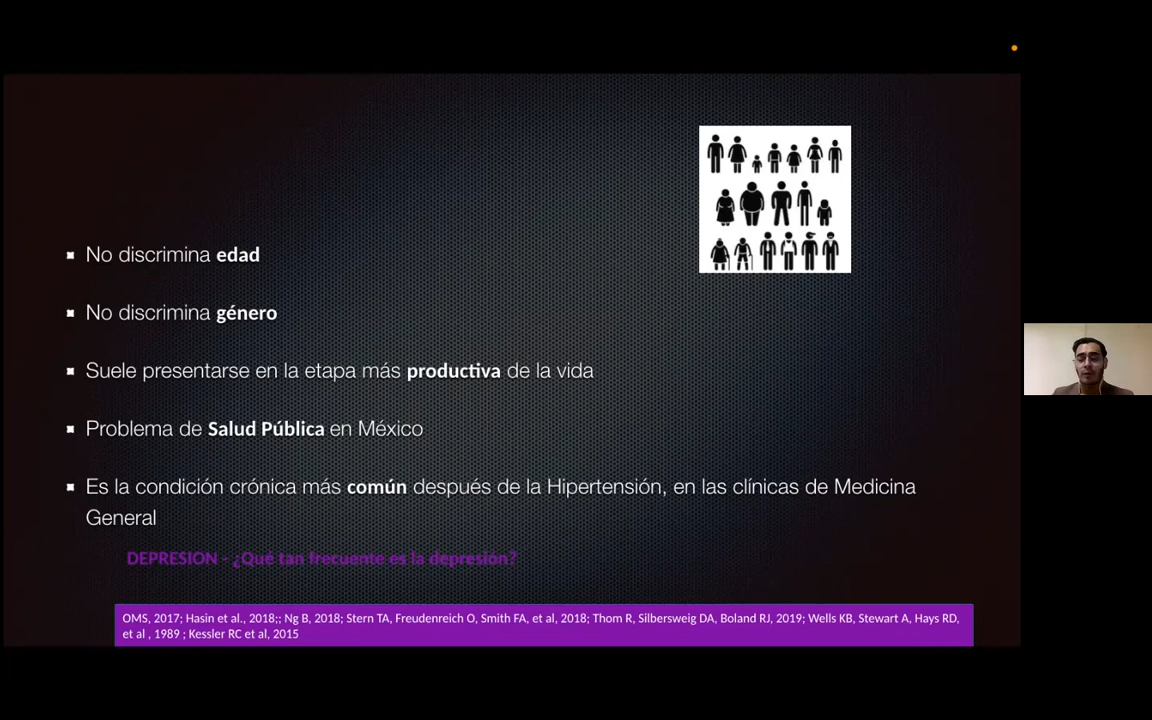 No discrimina edad
No discrimina género
Suele presentarse en la etapa más productiva de la vida
Problema de Salud Pública en México
Es la condición crónica más común después de la Hipertensión, en las clínicas de Medicina
General
DEPRESION - ¿Qué tan frecuente es la depresión?
OMS, 2017; Hasin et al., 2018;; Ng B, 2018; Stern TA, Freudenreich O, Smith FA, et al, 2018; Thom R, Silbersweig DA, Boland RJ, 2019; Wells KB, Stewart A, Hays RD,
et al , 1989 ; Kessler RC et al, 2015